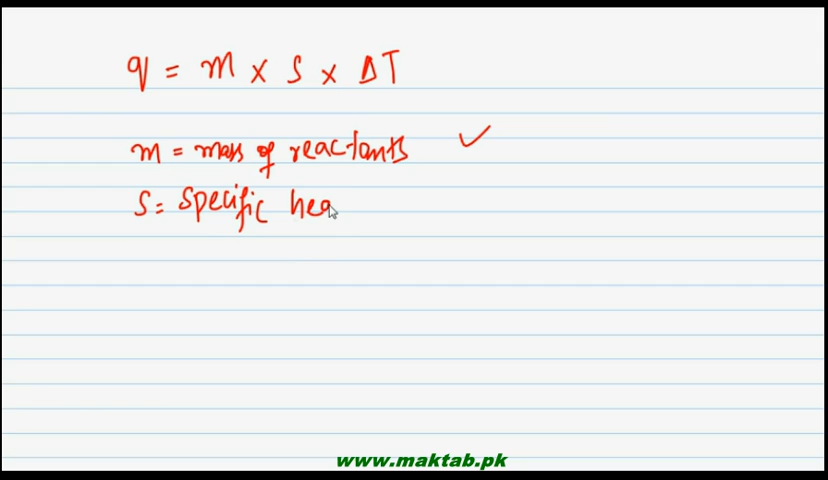 q = m × s × ΔT
m = mass of reactants ✓
s = specific hea
www.maktab.pk